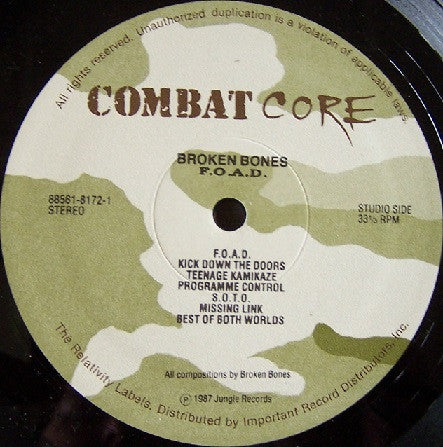 All rights reserved. Unauthorized duplication is a violation of applicable laws.
COMBAT CORE
BROKEN BONES
F.O.A.D.
88561-8172-1
STEREO
STUDIO SIDE
33⅓ RPM
F.O.A.D.
KICK DOWN THE DOORS
TEENAGE KAMIKAZE
PROGRAMME CONTROL
S.O.T.O.
MISSING LINK
BEST OF BOTH WORLDS
All compositions by Broken Bones
℗ 1987 Jungle Records
The Relativity Labels. Distributed by Important Record Distributors, Inc.